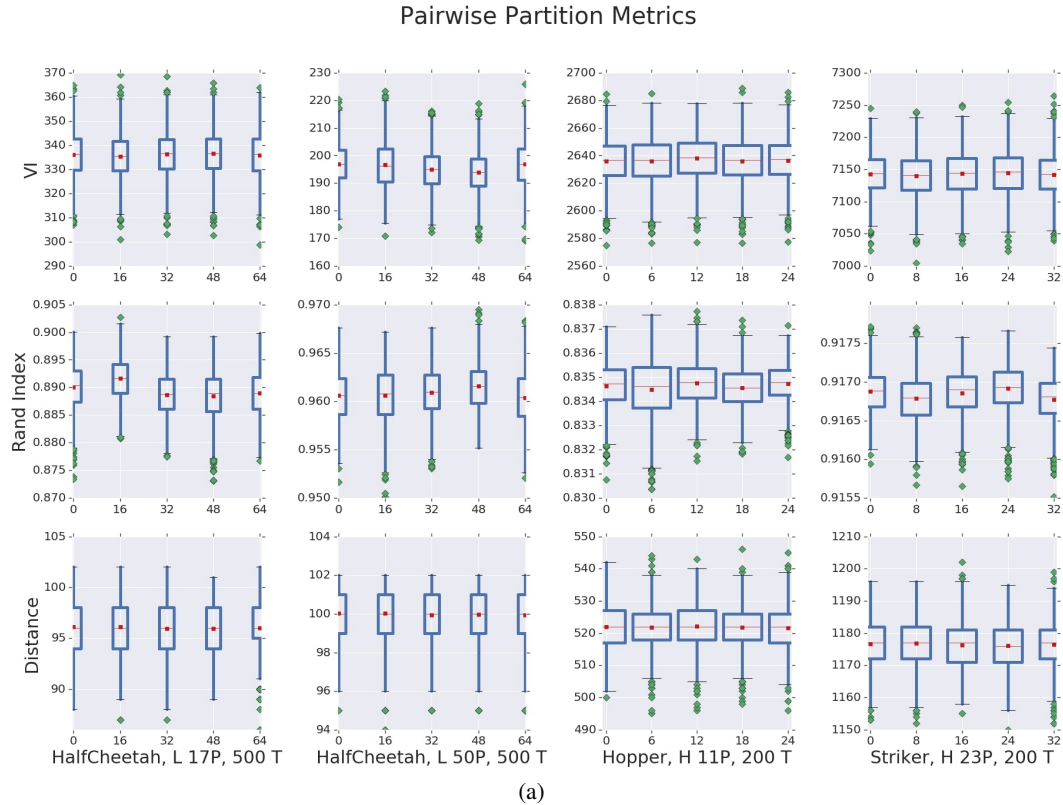 Pairwise Partition Metrics
VI
370 360 350 340 330 320 310 300 290
0 16 32 48 64
230 220 210 200 190 180 170 160
0 16 32 48 64
2700 2680 2660 2640 2620 2600 2580 2560
0 6 12 18 24
7300 7250 7200 7150 7100 7050 7000
0 8 16 24 32
Rand Index
0.905 0.900 0.895 0.890 0.885 0.880 0.875 0.870
0 16 32 48 64
0.970 0.965 0.960 0.955 0.950
0 16 32 48 64
0.838 0.837 0.836 0.835 0.834 0.833 0.832 0.831 0.830
0 6 12 18 24
0.9175 0.9170 0.9165 0.9160 0.9155
0 8 16 24 32
Distance
105 100 95 90
0 16 32 48 64
104 102 100 98 96 94
0 16 32 48 64
550 540 530 520 510 500 490
0 6 12 18 24
1210 1200 1190 1180 1170 1160 1150
0 8 16 24 32
HalfCheetah, L 17P, 500 T
HalfCheetah, L 50P, 500 T
Hopper, H 11P, 200 T
Striker, H 23P, 200 T
(a)